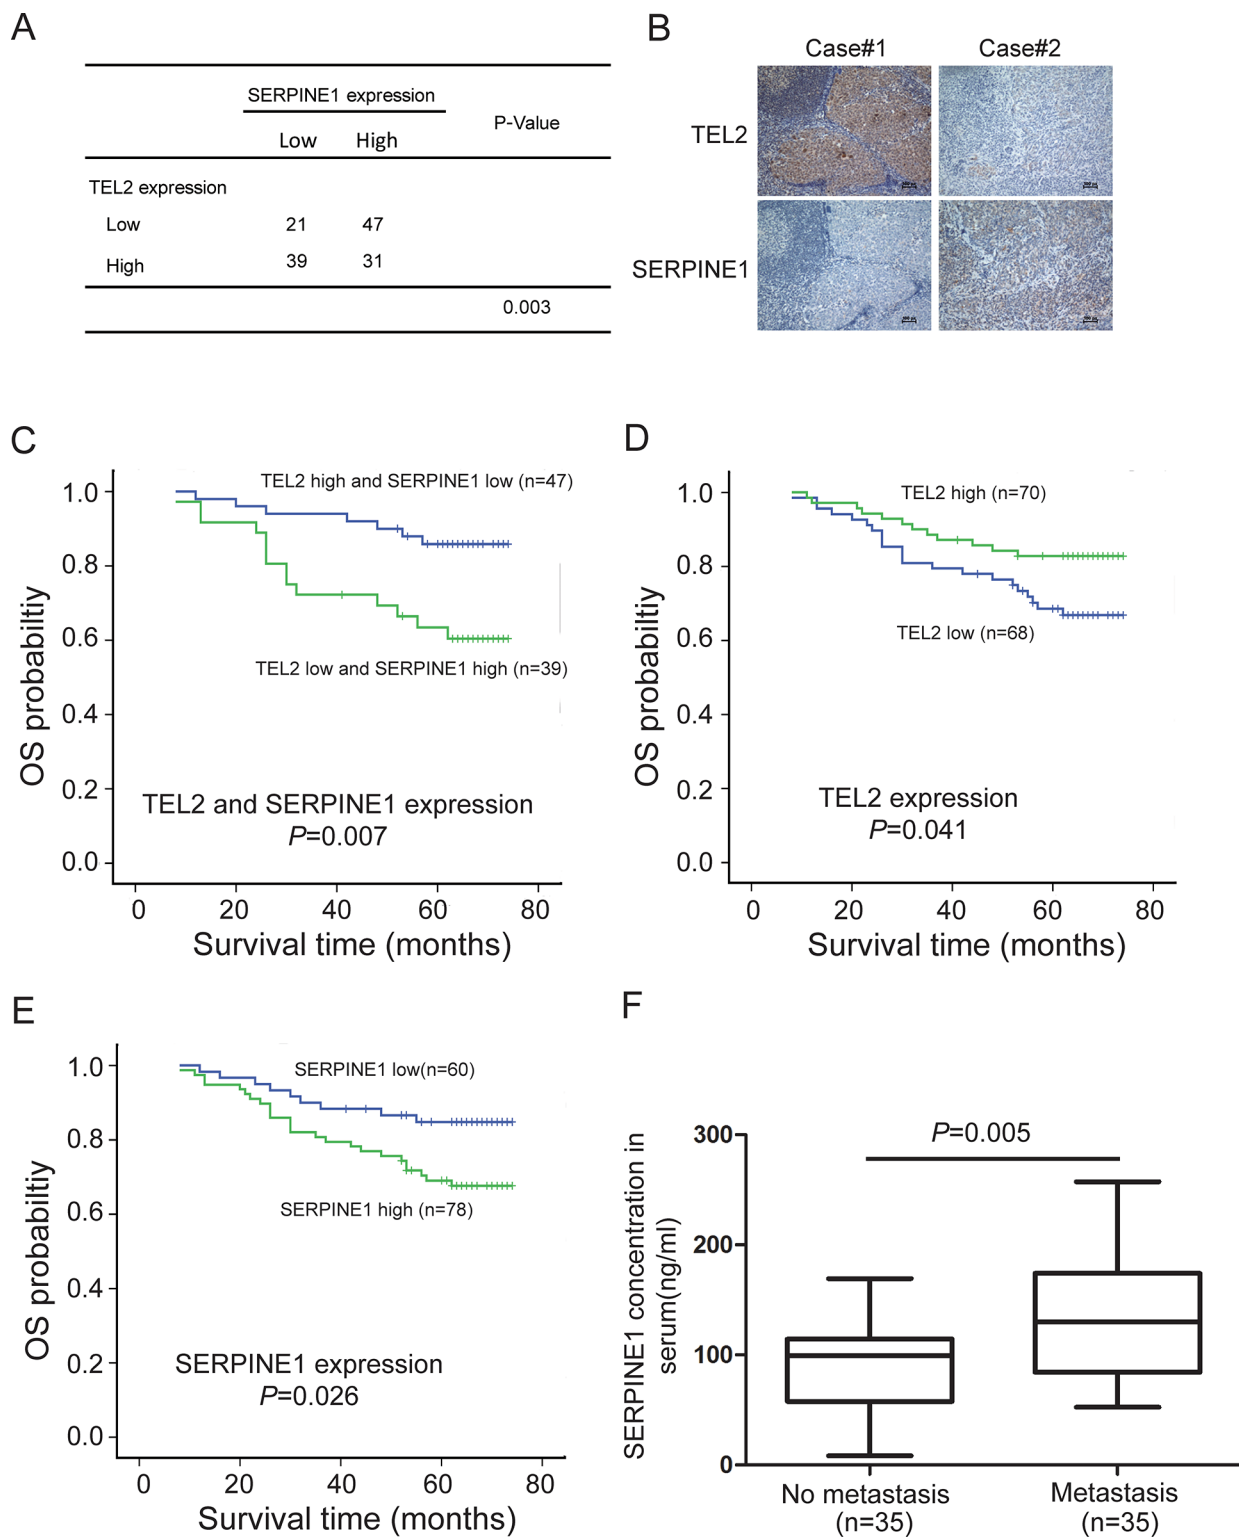 A
SERPINE1 expression
P-Value
Low High
TEL2 expression
Low 21 47
High 39 31
0.003
B
Case#1 Case#2
TEL2
SERPINE1
C
1.0
0.8
0.6
0.4
0.2
0.0
OS probabiltiy
TEL2 high and SERPINE1 low (n=47)
TEL2 low and SERPINE1 high (n=39)
TEL2 and SERPINE1 expression
P=0.007
0 20 40 60 80
Survival time (months)
D
1.0
0.8
0.6
0.4
0.2
0.0
OS probabiltiy
TEL2 high (n=70)
TEL2 low (n=68)
TEL2 expression
P=0.041
0 20 40 60 80
Survival time (months)
E
1.0
0.8
0.6
0.4
0.2
0.0
OS probabiltiy
SERPINE1 low(n=60)
SERPINE1 high (n=78)
SERPINE1 expression
P=0.026
0 20 40 60 80
Survival time (months)
F
SERPINE1 concentration in
serum(ng/ml)
300
200
100
0
P=0.005
No metastasis Metastasis
(n=35) (n=35)